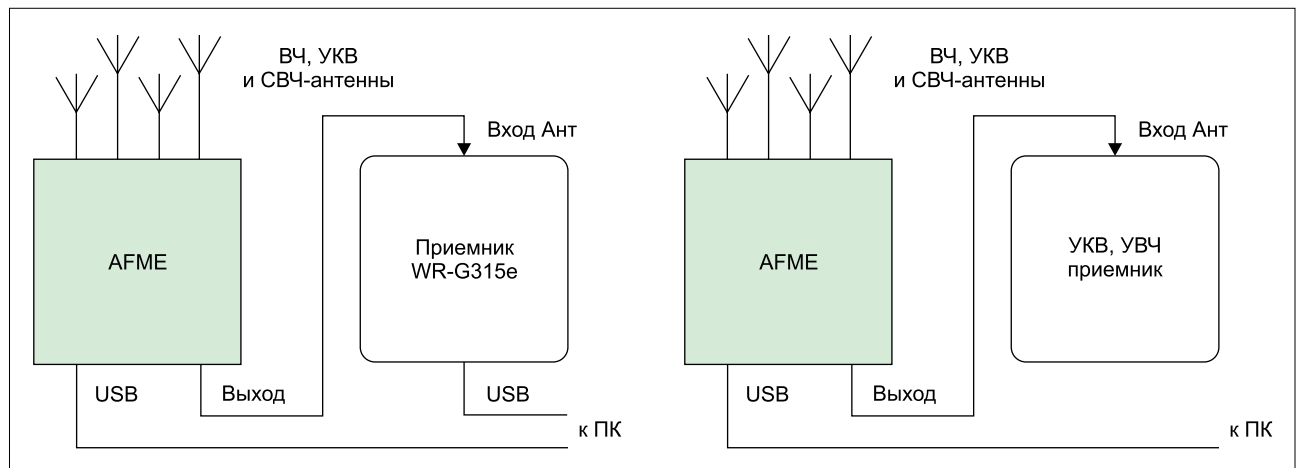 ВЧ, УКВ
и СВЧ-антенны
Вход Ант
AFME
Приемник
WR-G315e
USB
Выход
USB
к ПК
ВЧ, УКВ
и СВЧ-антенны
Вход Ант
AFME
УКВ, УВЧ
приемник
USB
Выход
к ПК